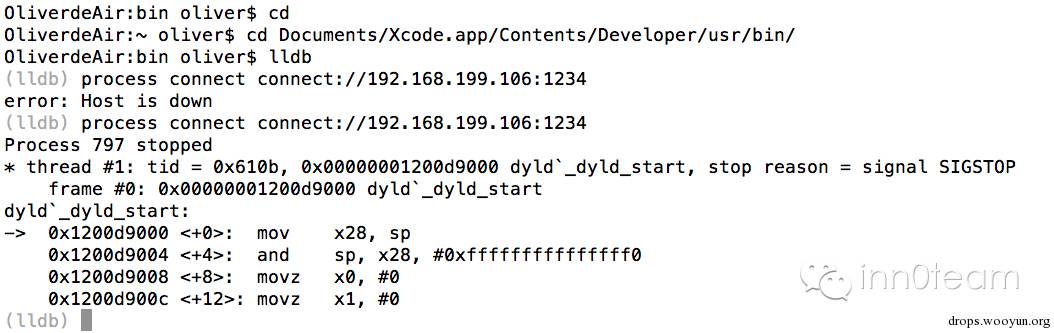 OliverdeAir:bin oliver$ cd
OliverdeAir:~ oliver$ cd Documents/Xcode.app/Contents/Developer/usr/bin/
OliverdeAir:bin oliver$ lldb
(lldb) process connect connect://192.168.199.106:1234
error: Host is down
(lldb) process connect connect://192.168.199.106:1234
Process 797 stopped
* thread #1: tid = 0x610b, 0x00000001200d9000 dyld`_dyld_start, stop reason = signal SIGSTOP
    frame #0: 0x00000001200d9000 dyld`_dyld_start
dyld`_dyld_start:
->  0x1200d9000 <+0>:  mov    x28, sp
    0x1200d9004 <+4>:  and    sp, x28, #0xfffffffffffffff0
    0x1200d9008 <+8>:  movz   x0, #0
    0x1200d900c <+12>: movz   x1, #0
(lldb)
inn0team
drops.wooyun.org